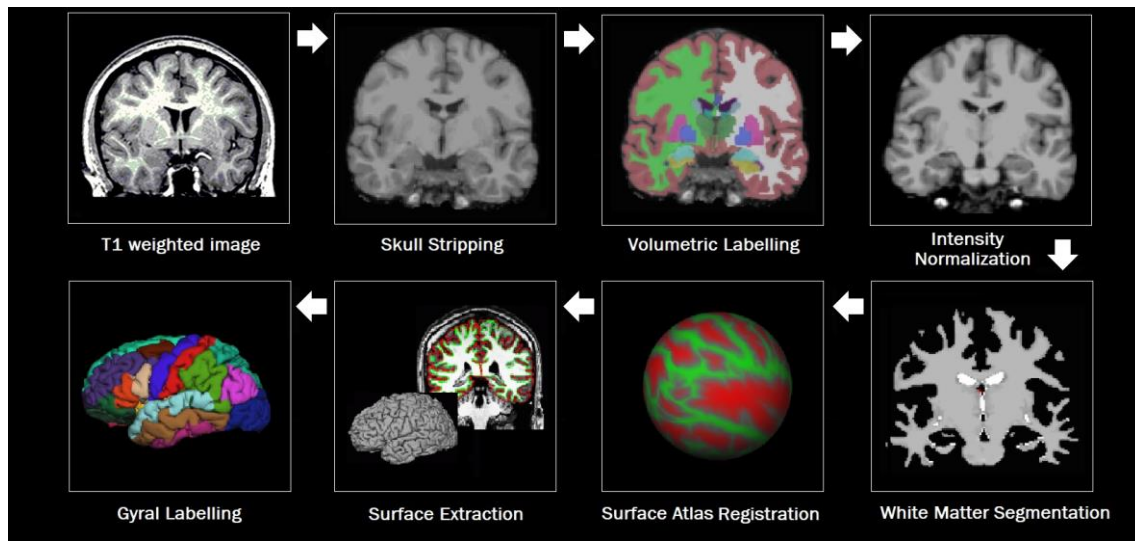 T1 weighted image
Skull Stripping
Volumetric Labelling
Intensity
Normalization
Gyral Labelling
Surface Extraction
Surface Atlas Registration
White Matter Segmentation